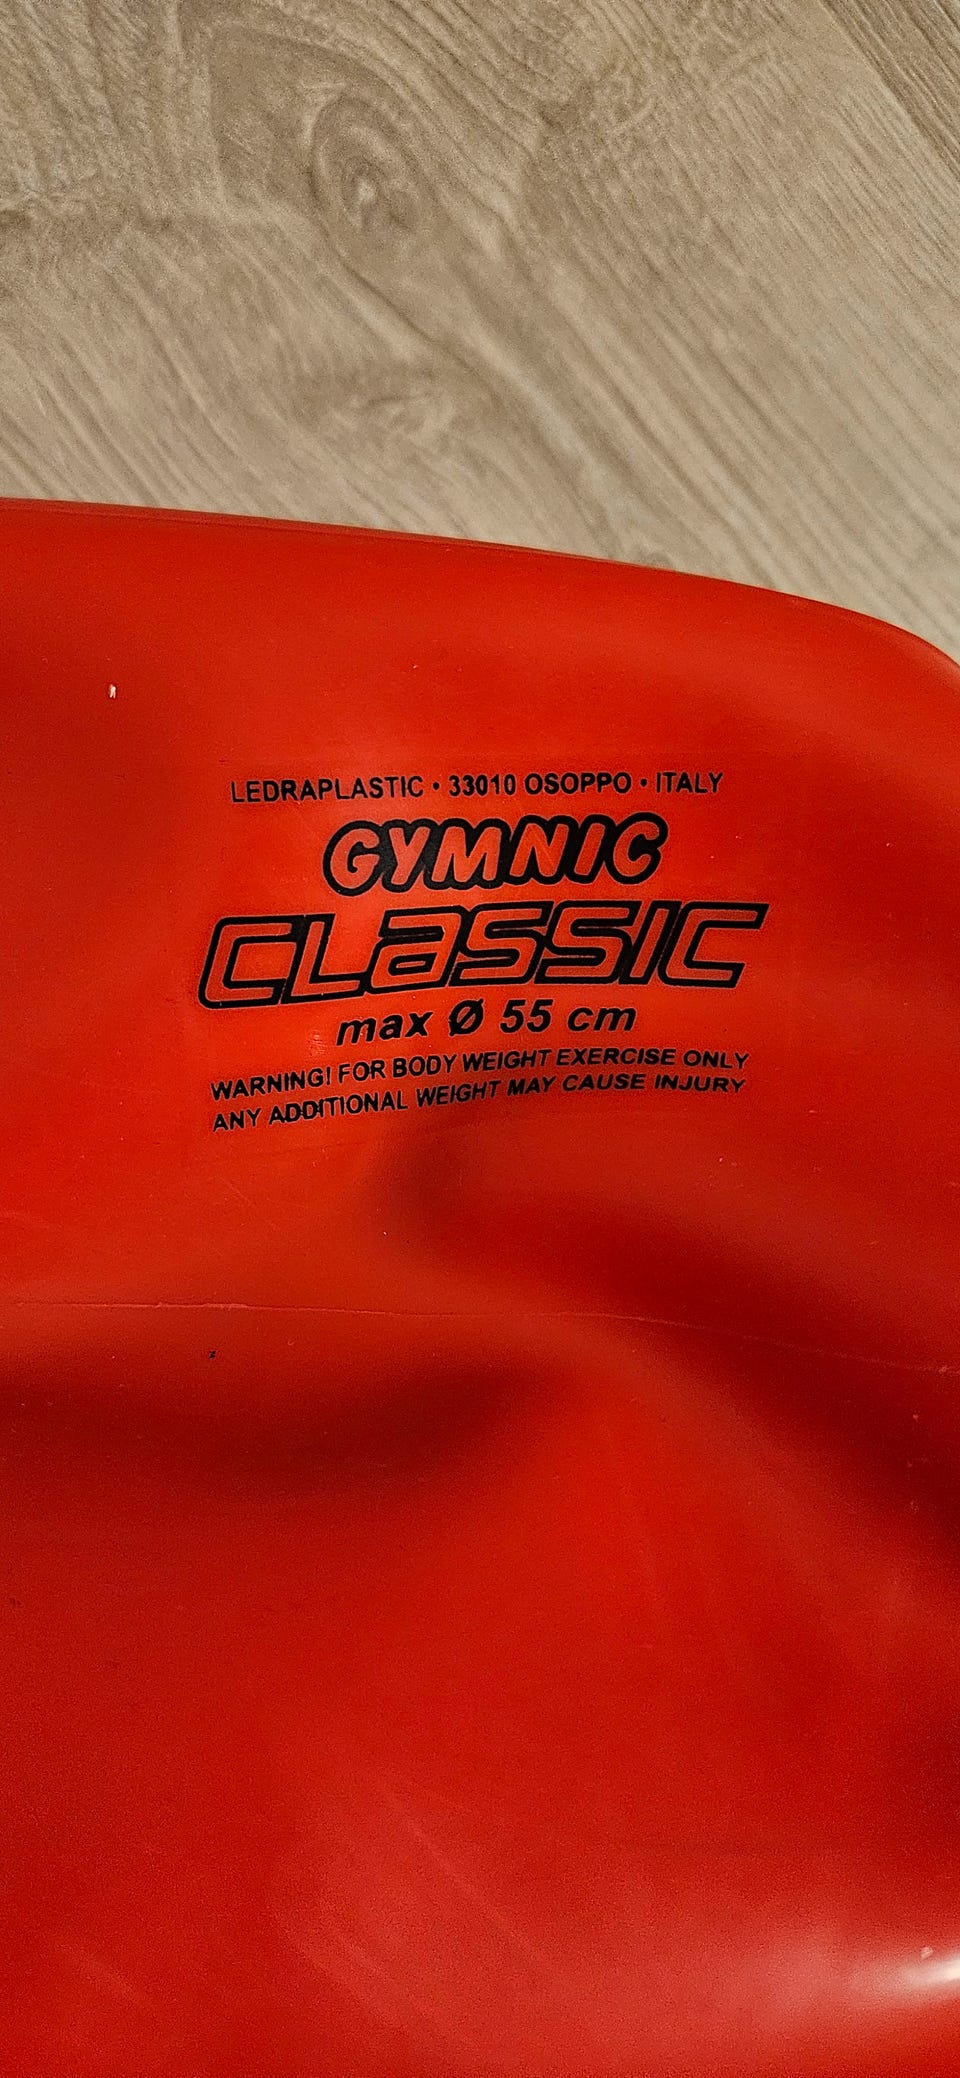 LEDRAPLASTIC • 33010 OSOPPO • ITALY
GYMNIC
CLaSSIC
max Ø 55 cm
WARNING! FOR BODY WEIGHT EXERCISE ONLY
ANY ADDITIONAL WEIGHT MAY CAUSE INJURY